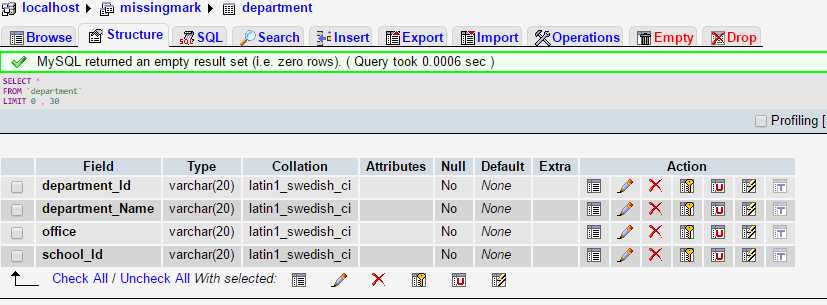 localhost missingmark department
Browse Structure SQL Search Insert Export Import Operations Empty Drop
MySQL returned an empty result set (i.e. zero rows). ( Query took 0.0006 sec )
SELECT *
FROM `department`
LIMIT 0 , 30
Profiling [
Field Type Collation Attributes Null Default Extra Action
department_Id varchar(20) latin1_swedish_ci No None
department_Name varchar(20) latin1_swedish_ci No None
office varchar(20) latin1_swedish_ci No None
school_Id varchar(20) latin1_swedish_ci No None
Check All / Uncheck All With selected: